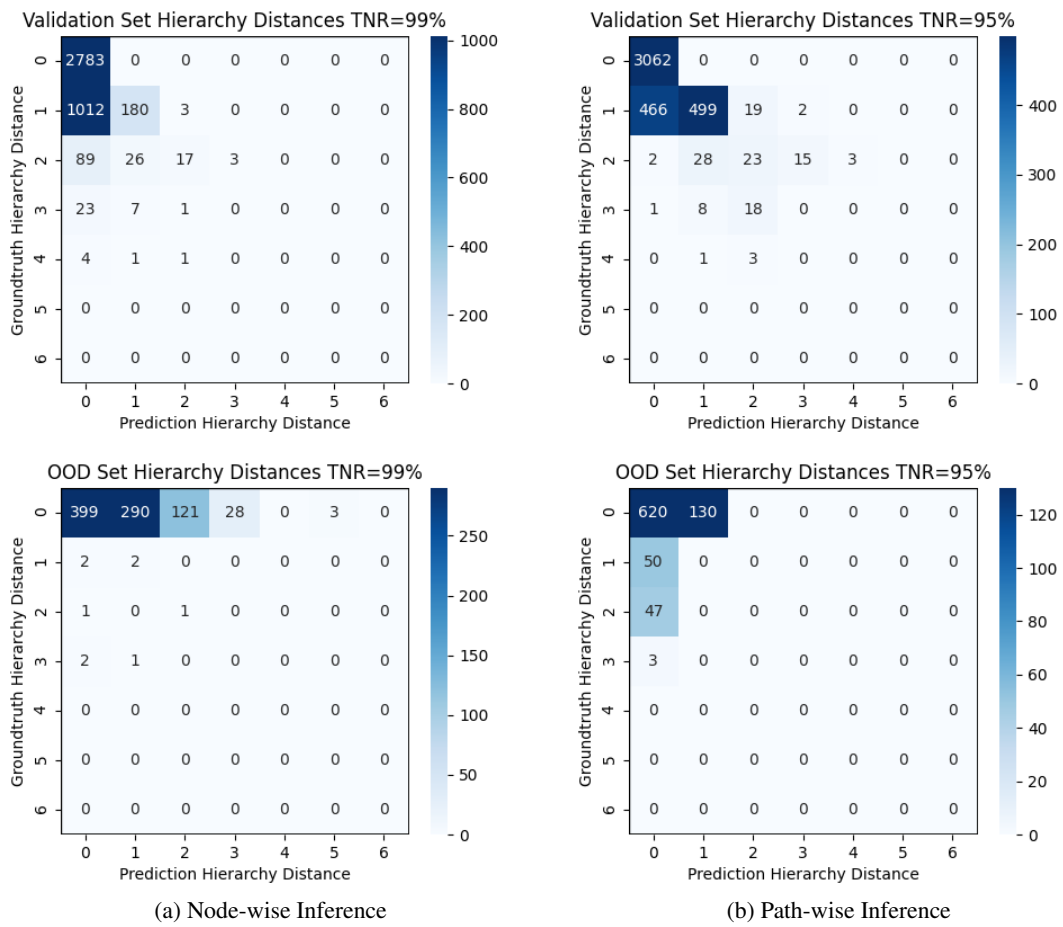 Validation Set Hierarchy Distances TNR=99%
Groundtruth Hierarchy Distance
0 2783 0 0 0 0 0 0
1 1012 180 3 0 0 0 0
2 89 26 17 3 0 0 0
3 23 7 1 0 0 0 0
4 4 1 1 0 0 0 0
5 0 0 0 0 0 0 0
6 0 0 0 0 0 0 0
0 1 2 3 4 5 6
Prediction Hierarchy Distance
1000
800
600
400
200
0
Validation Set Hierarchy Distances TNR=95%
Groundtruth Hierarchy Distance
0 3062 0 0 0 0 0 0
1 466 499 19 2 0 0 0
2 2 28 23 15 3 0 0
3 1 8 18 0 0 0 0
4 0 1 3 0 0 0 0
5 0 0 0 0 0 0 0
6 0 0 0 0 0 0 0
0 1 2 3 4 5 6
Prediction Hierarchy Distance
400
300
200
100
0
OOD Set Hierarchy Distances TNR=99%
Groundtruth Hierarchy Distance
0 399 290 121 28 0 3 0
1 2 2 0 0 0 0 0
2 1 0 1 0 0 0 0
3 2 1 0 0 0 0 0
4 0 0 0 0 0 0 0
5 0 0 0 0 0 0 0
6 0 0 0 0 0 0 0
0 1 2 3 4 5 6
Prediction Hierarchy Distance
250
200
150
100
50
0
OOD Set Hierarchy Distances TNR=95%
Groundtruth Hierarchy Distance
0 620 130 0 0 0 0 0
1 50 0 0 0 0 0 0
2 47 0 0 0 0 0 0
3 3 0 0 0 0 0 0
4 0 0 0 0 0 0 0
5 0 0 0 0 0 0 0
6 0 0 0 0 0 0 0
0 1 2 3 4 5 6
Prediction Hierarchy Distance
120
100
80
60
40
20
0
(a) Node-wise Inference
(b) Path-wise Inference